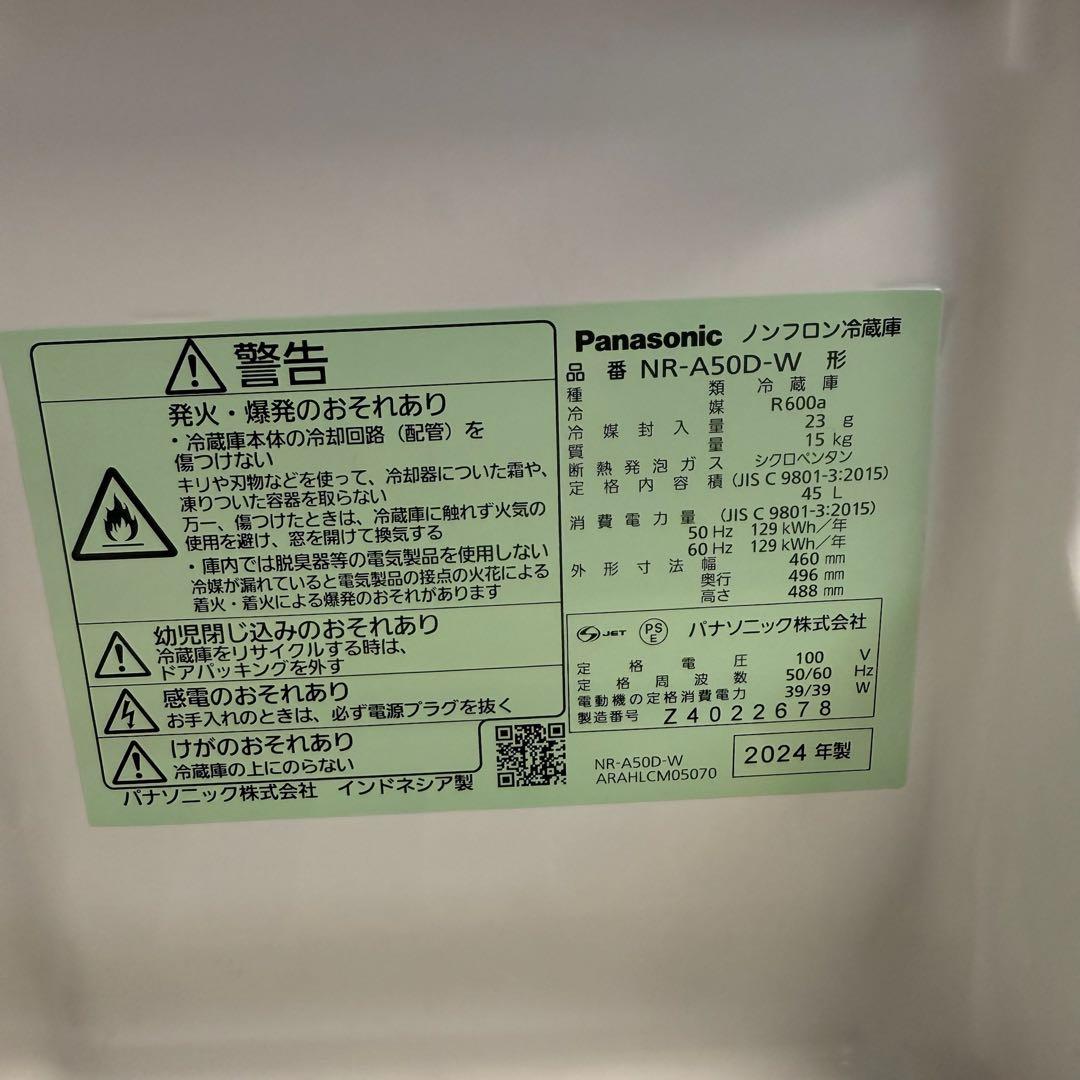 警告
発火・爆発のおそれあり
・冷蔵庫本体の冷却回路（配管）を
傷つけない
キリや刃物などを使って、冷却器についた霜や、
凍りついた容器を取らない
万一、傷つけたときは、冷蔵庫に触れず火気の
使用を避け、窓を開けて換気する
・庫内では脱臭器等の電気製品を使用しない
冷媒が漏れていると電気製品の接点の火花による
着火・着火による爆発のおそれがあります
幼児閉じ込みのおそれあり
冷蔵庫をリサイクルする時は、
ドアパッキングを外す
感電のおそれあり
お手入れのときは、必ず電源プラグを抜く
けがのおそれあり
冷蔵庫の上にのらない
パナソニック株式会社 インドネシア製
Panasonic ノンフロン冷蔵庫
品番 NR-A50D-W 形
種類 冷蔵庫
冷媒 R600a
冷媒封入量 23 g
質量 15 kg
断熱発泡ガス シクロペンタン
定格内容積 (JIS C 9801-3:2015)
45 L
消費電力量 (JIS C 9801-3:2015)
50 Hz 129 kWh／年
60 Hz 129 kWh／年
外形寸法 幅 460 mm
奥行 496 mm
高さ 488 mm
JET PS E パナソニック株式会社
定格電圧 100 V
定格周波数 50/60 Hz
電動機の定格消費電力 39/39 W
製造番号 Z4022678
NR-A50D-W
ARAHLCM05070
2024 年製